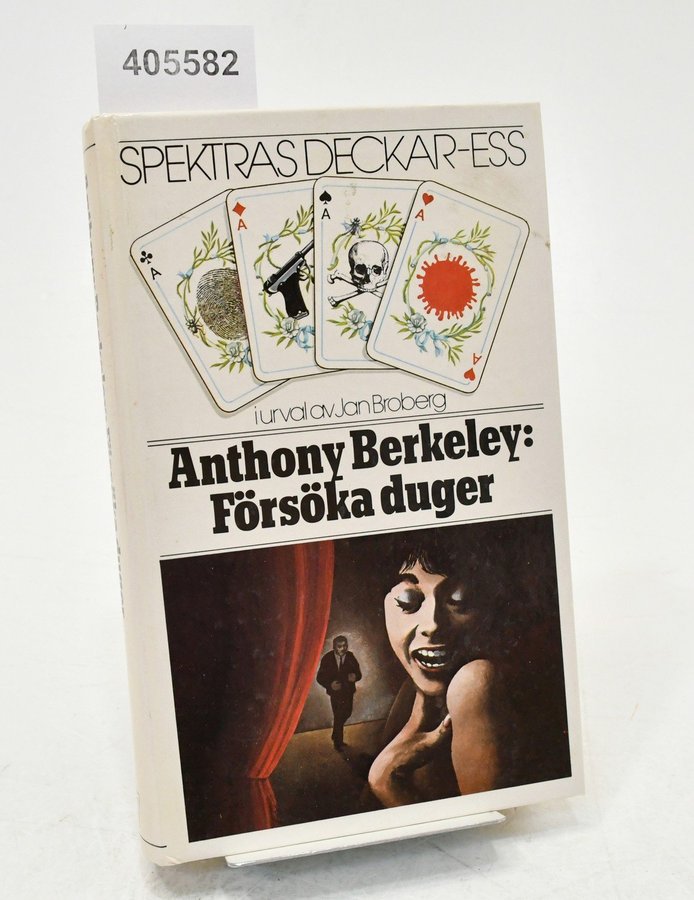 405582
SPEKTRAS DECKAR-ESS
A
A
A
A
A
i urval av Jan Broberg
Anthony Berkeley:
Försöka duger